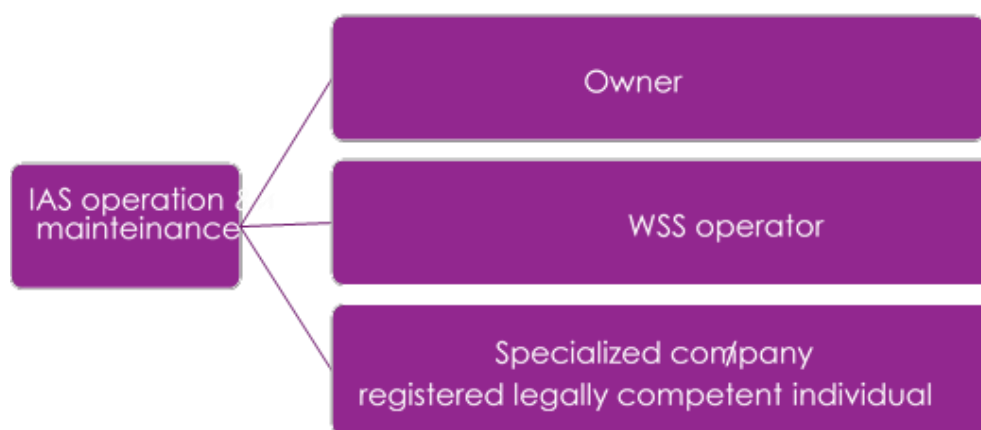 IAS operation &
mainteinance
Owner
WSS operator
Specialized company/
registered legally competent individual